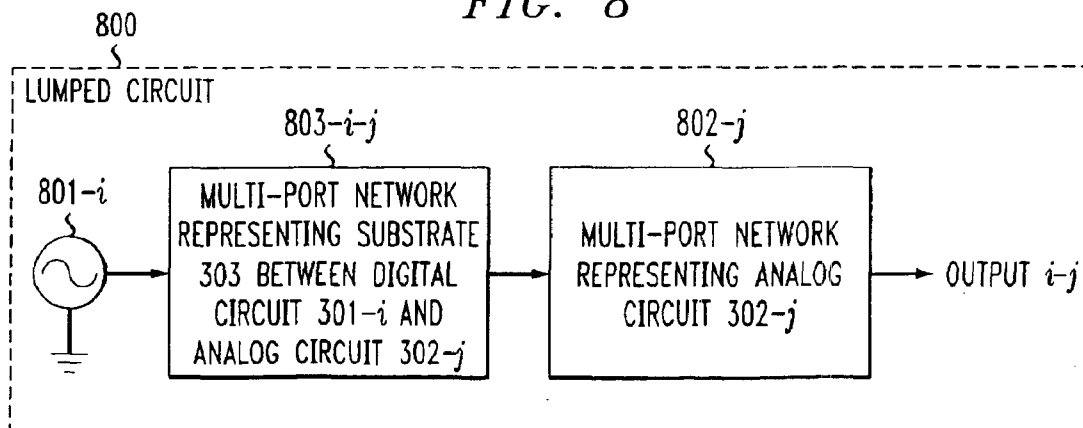 FIG. 8
800
LUMPED CIRCUIT
803-i-j
802-j
801-i
MULTI-PORT NETWORK
REPRESENTING SUBSTRATE
303 BETWEEN DIGITAL
CIRCUIT 301-i AND
ANALOG CIRCUIT 302-j
MULTI-PORT NETWORK
REPRESENTING ANALOG
CIRCUIT 302-j
OUTPUT i-j